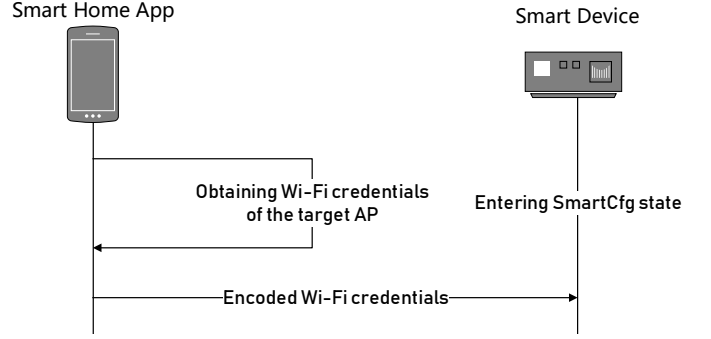 Smart Home App
Smart Device
Obtaining Wi-Fi credentials
of the target AP
Entering SmartCfg state
Encoded Wi-Fi credentials